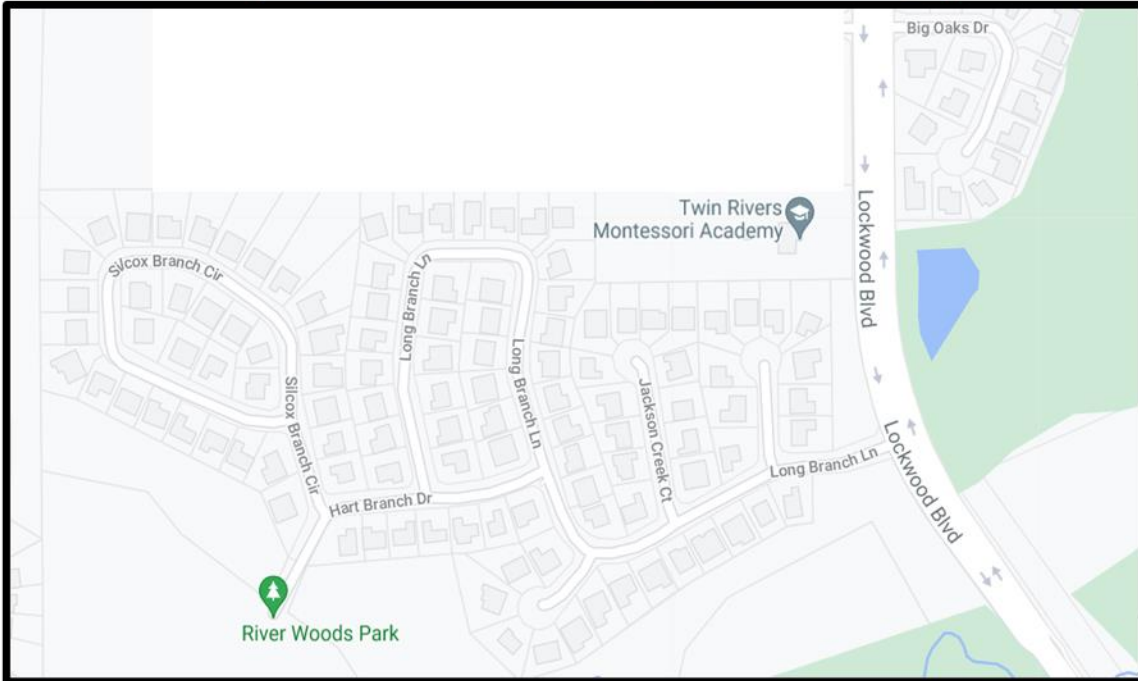 Big Oaks Dr
Twin Rivers
Montessori Academy
Lockwood Blvd
Silcox Branch Cir
Long Branch Ln
Long Branch Ln
Jackson Creek Ct
Silcox Branch Cir
Lockwood Blvd
Long Branch Ln
Hart Branch Dr
River Woods Park